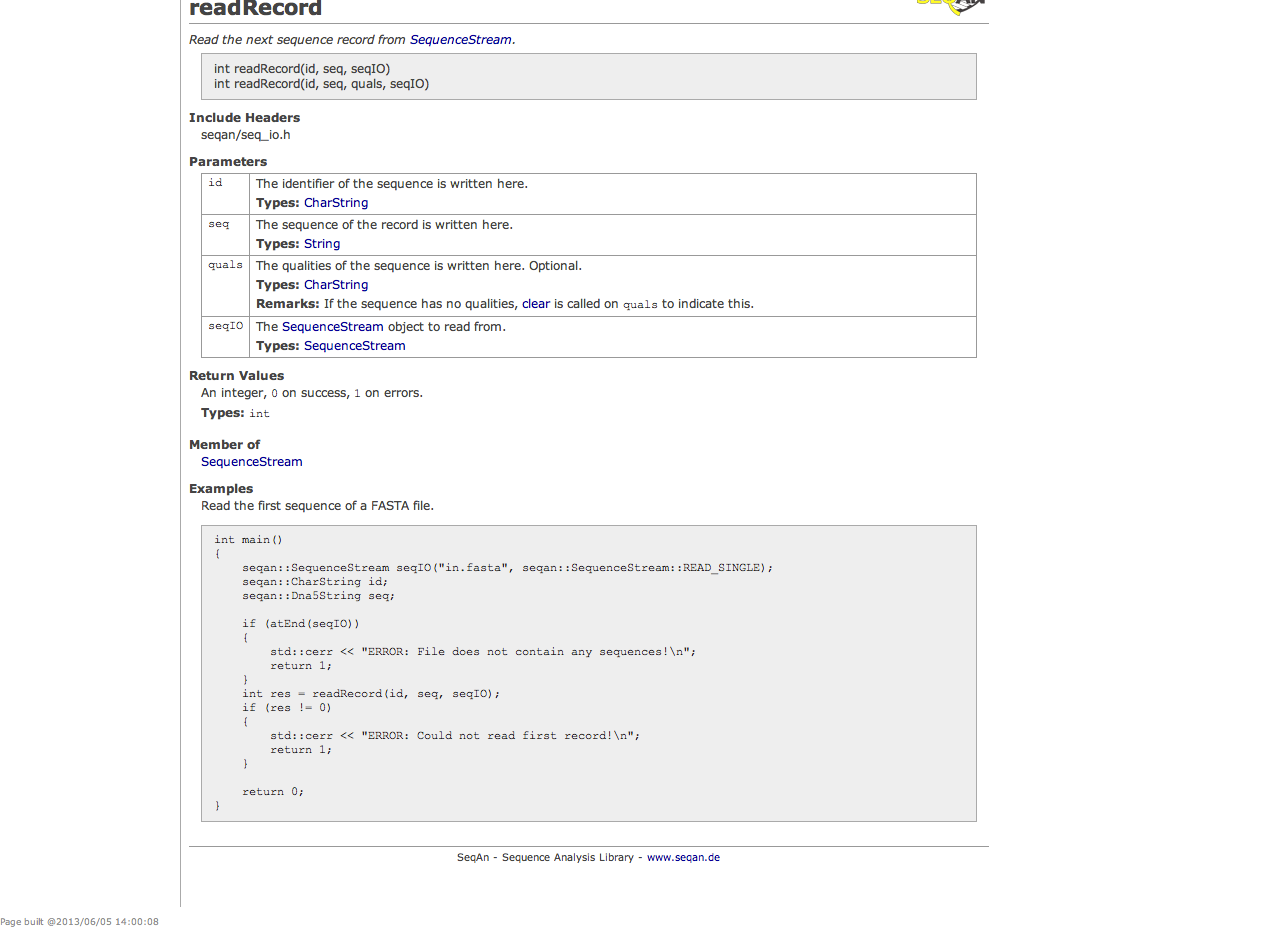 readRecord
Read the next sequence record from SequenceStream.
int readRecord(id, seq, seqIO)
int readRecord(id, seq, quals, seqIO)
Include Headers
seqan/seq_io.h
Parameters
id The identifier of the sequence is written here.
Types: CharString
seq The sequence of the record is written here.
Types: String
quals The qualities of the sequence is written here. Optional.
Types: CharString
Remarks: If the sequence has no qualities, clear is called on quals to indicate this.
seqIO The SequenceStream object to read from.
Types: SequenceStream
Return Values
An integer, 0 on success, 1 on errors.
Types: int
Member of
SequenceStream
Examples
Read the first sequence of a FASTA file.
int main()
{
    seqan::SequenceStream seqIO("in.fasta", seqan::SequenceStream::READ_SINGLE);
    seqan::CharString id;
    seqan::Dna5String seq;
    if (atEnd(seqIO))
    {
        std::cerr << "ERROR: File does not contain any sequences!\n";
        return 1;
    }
    int res = readRecord(id, seq, seqIO);
    if (res != 0)
    {
        std::cerr << "ERROR: Could not read first record!\n";
        return 1;
    }
    return 0;
}
SeqAn - Sequence Analysis Library - www.seqan.de
Page built @2013/06/05 14:00:08